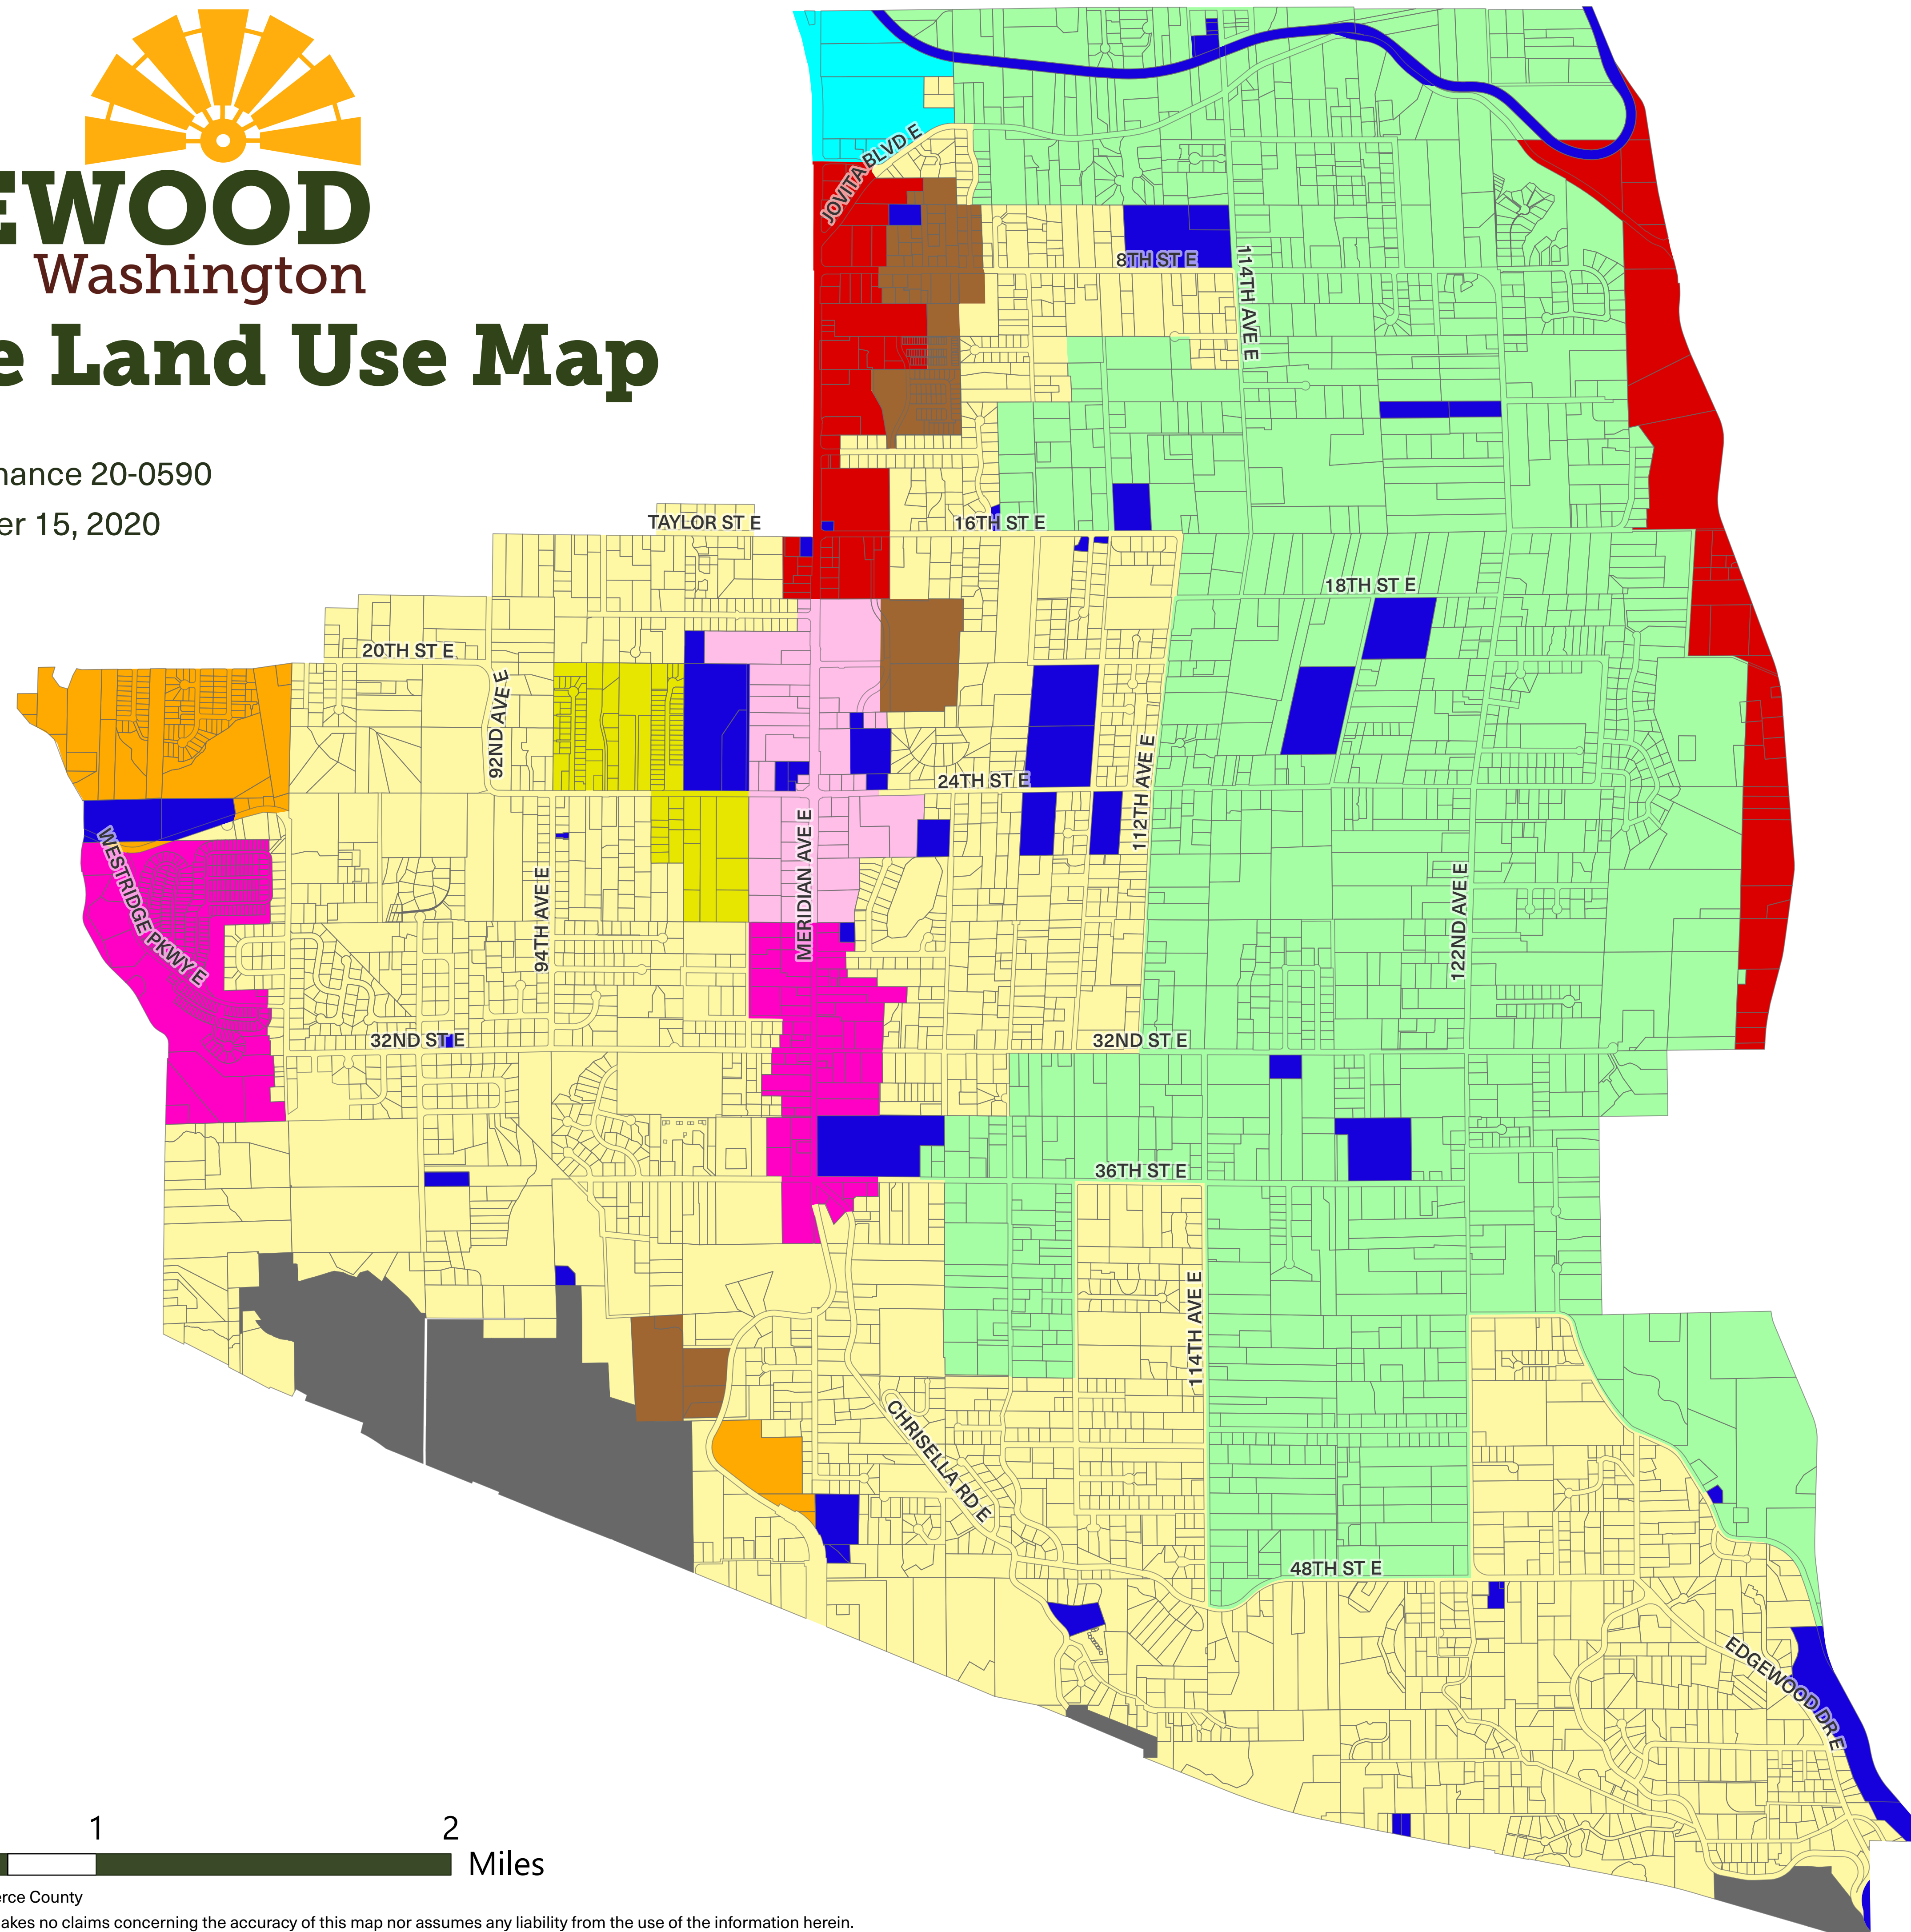 EWOOD
Washington
e Land Use Map
nance 20-0590
er 15, 2020
JOVITA BLVD E
8TH ST E
114TH AVE E
TAYLOR ST E
16TH ST E
18TH ST E
20TH ST E
92ND AVE E
24TH ST E
112TH AVE E
WESTRIDGE PKWY E
MERIDIAN AVE E
94TH AVE E
122ND AVE E
32ND ST E
32ND ST E
36TH ST E
114TH AVE E
CHRISELLA RD E
48TH ST E
EDGEWOOD DR E
1 2
Miles
erce County
akes no claims concerning the accuracy of this map nor assumes any liability from the use of the information herein.